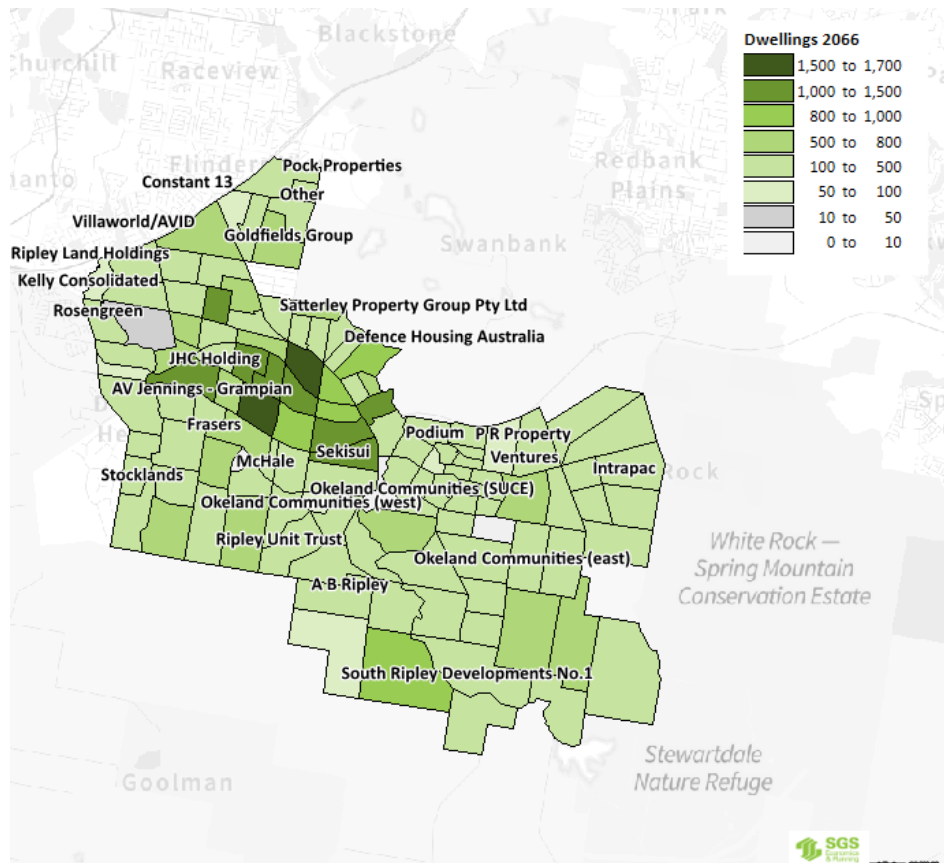 Blackstone
Churchill
Raceview
Dwellings 2066
1,500 to 1,700
1,000 to 1,500
800 to 1,000
500 to 800
100 to 500
50 to 100
10 to 50
0 to 10
Flinders
Pock Properties
Redbank
Plains
Constant 13
Other
Villaworld/AVID
Goldfields Group
Swanbank
Ripley Land Holdings
Kelly Consolidated
Satterley Property Group Pty Ltd
Rosengreen
Defence Housing Australia
JHC Holding
AV Jennings - Grampian
Frasers
Podium
P R Property
Ventures
McHale
Sekisui
Intrapac
Rock
Stocklands
Okeland Communities (SUCE)
Okeland Communities (west)
Ripley Unit Trust
Okeland Communities (east)
White Rock —
Spring Mountain
Conservation Estate
A B Ripley
South Ripley Developments No.1
Stewartdale
Nature Refuge
Goolman
SGS
Economics
& Planning